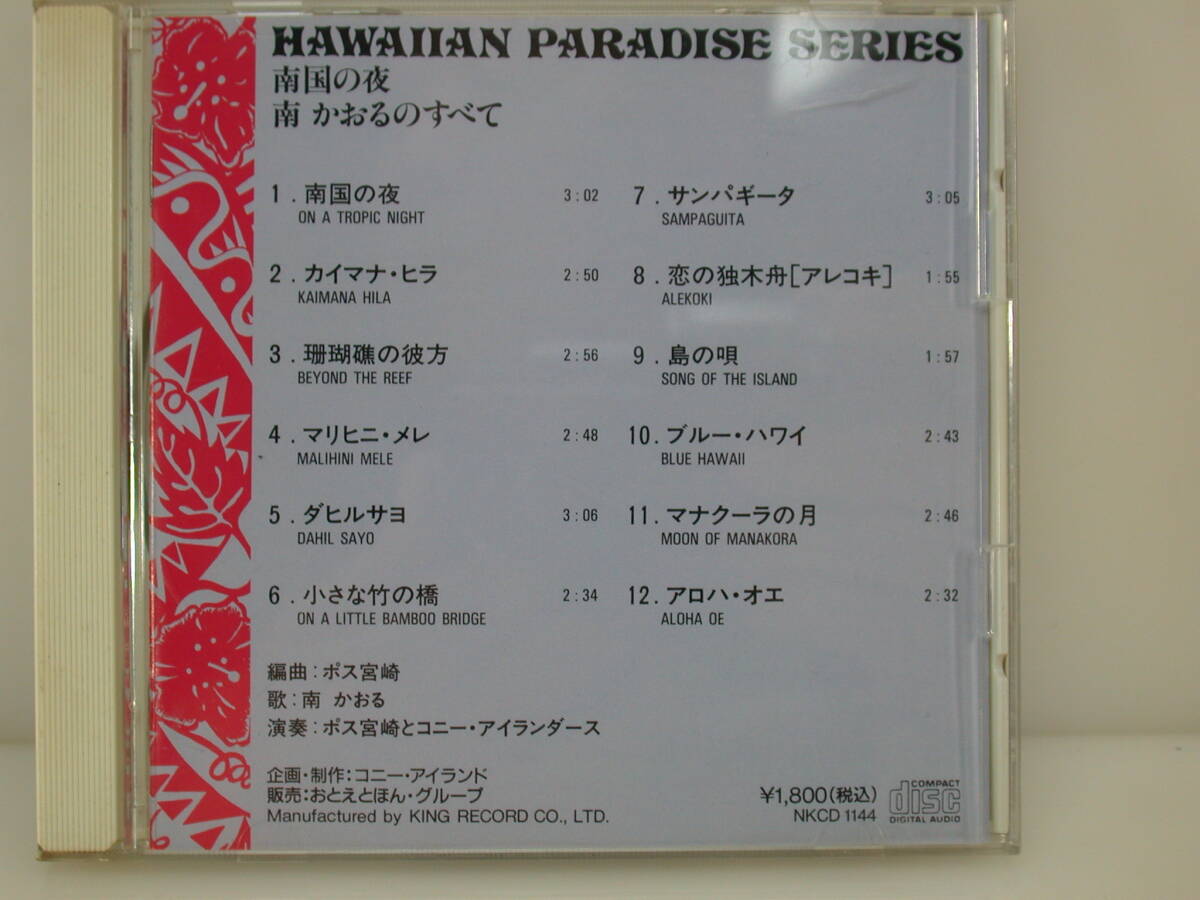 HAWAIIAN PARADISE SERIES
南国の夜
南 かおるのすべて
1. 南国の夜 3:02
ON A TROPIC NIGHT
2. カイマナ・ヒラ 2:50
KAIMANA HILA
3. 珊瑚礁の彼方 2:56
BEYOND THE REEF
4. マリヒニ・メレ 2:48
MALIHINI MELE
5. ダヒルサヨ 3:06
DAHIL SAYO
6. 小さな竹の橋 2:34
ON A LITTLE BAMBOO BRIDGE
7. サンパギータ 3:05
SAMPAGUITA
8. 恋の独木舟[アレコキ] 1:55
ALEKOKI
9. 島の唄 1:57
SONG OF THE ISLAND
10. ブルー・ハワイ 2:43
BLUE HAWAII
11. マナクーラの月 2:46
MOON OF MANAKORA
12. アロハ・オエ 2:32
ALOHA OE
編曲：ポス宮崎
歌：南 かおる
演奏：ポス宮崎とコニー・アイランダース
企画・制作：コニー・アイランド
販売：おとえとほん・グループ
Manufactured by KING RECORD CO., LTD.
¥1,800(税込)
NKCD 1144
COMPACT
disc
DIGITAL AUDIO